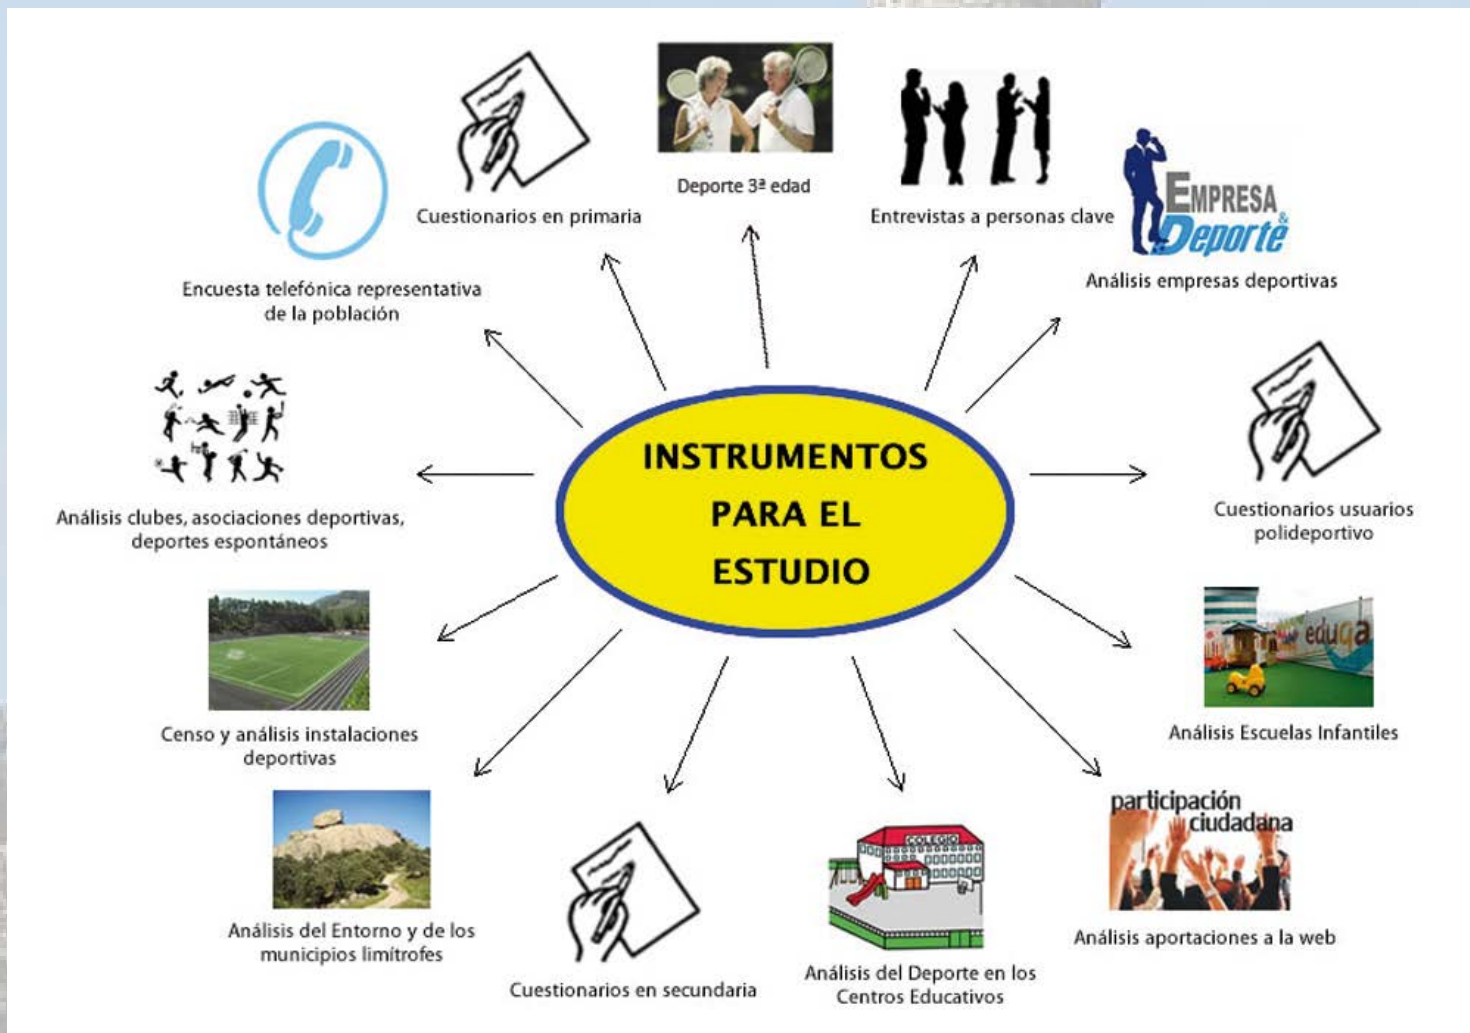 INSTRUMENTOS
PARA EL
ESTUDIO
Deporte 3ª edad
Entrevistas a personas clave
EMPRESA
&
Deporte
Análisis empresas deportivas
Cuestionarios usuarios
polideportivo
eduqa
Análisis Escuelas Infantiles
participación
ciudadana
Análisis aportaciones a la web
COLEGIO
Análisis del Deporte en los
Centros Educativos
Cuestionarios en secundaria
Análisis del Entorno y de los
municipios limítrofes
Censo y análisis instalaciones
deportivas
Análisis clubes, asociaciones deportivas,
deportes espontáneos
Encuesta telefónica representativa
de la población
Cuestionarios en primaria